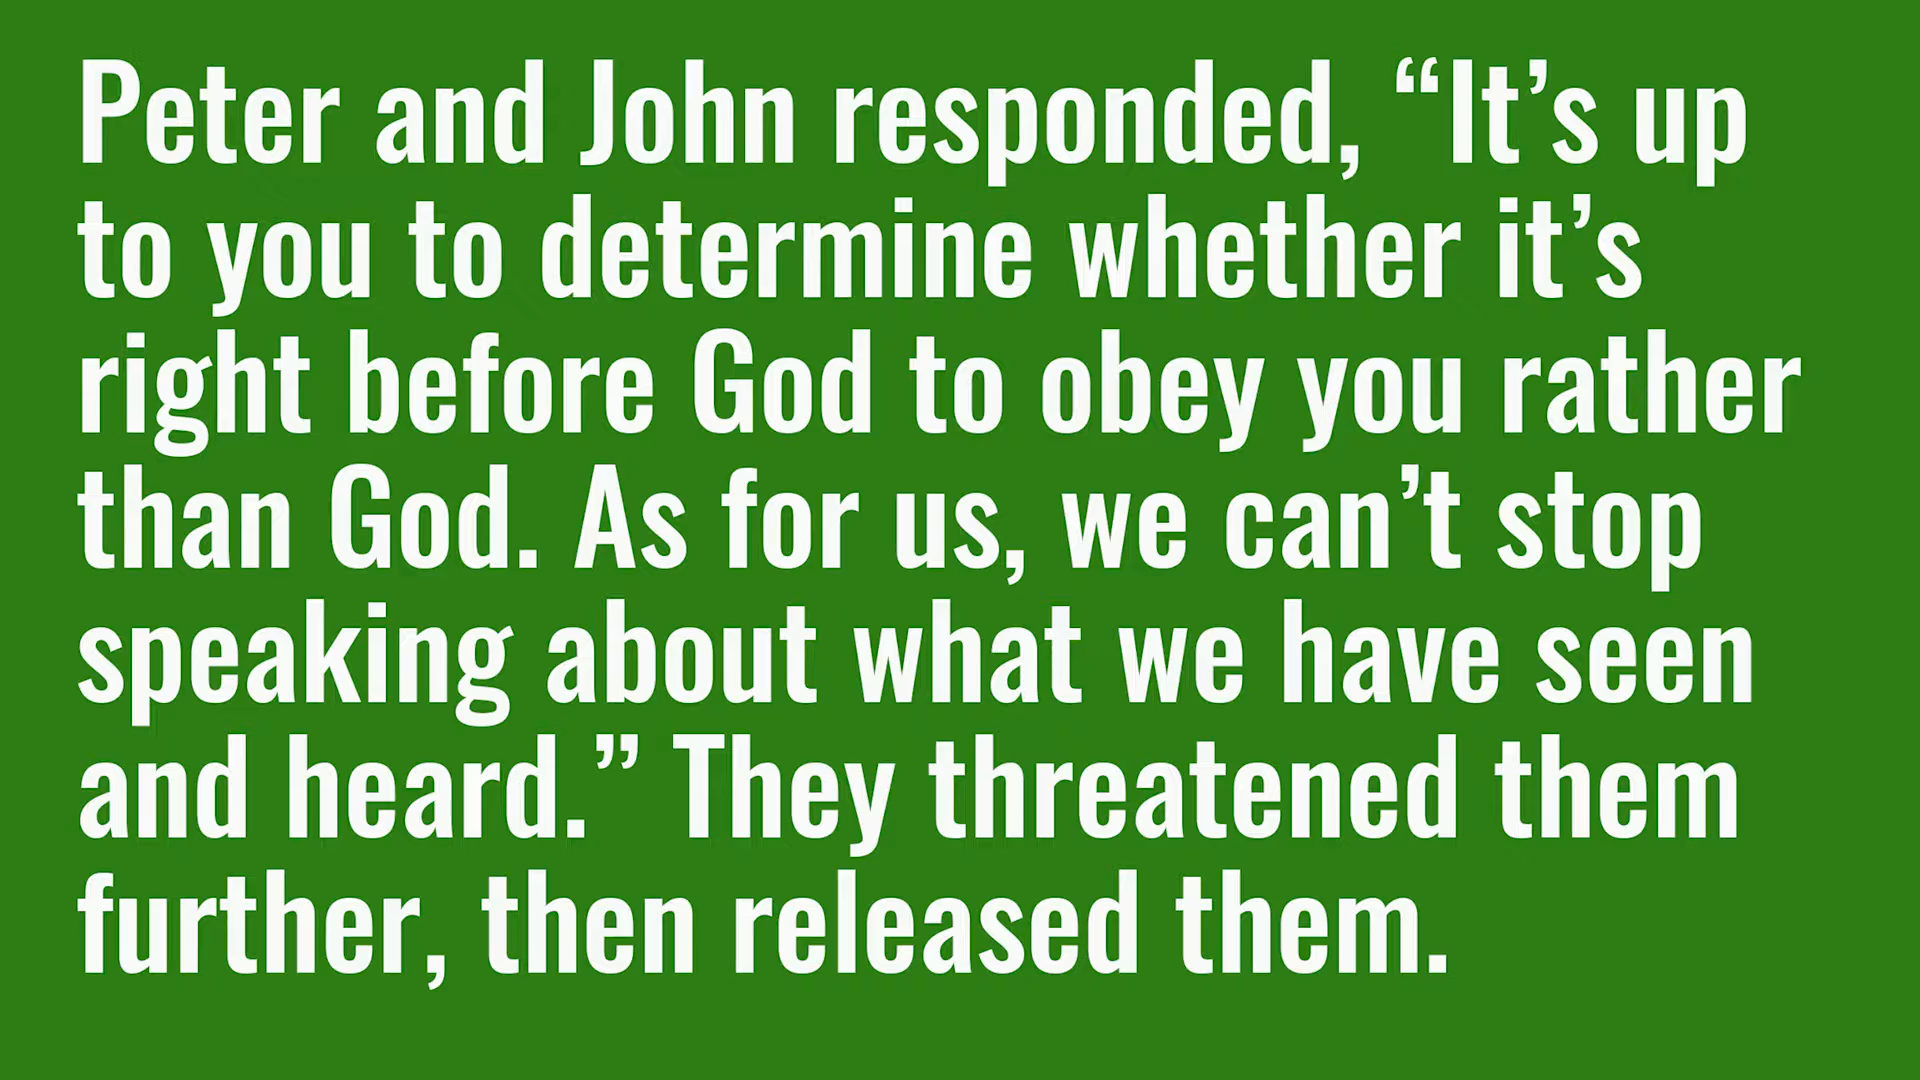 Peter and John responded, “It’s up
to you to determine whether it’s
right before God to obey you rather
than God. As for us, we can’t stop
speaking about what we have seen
and heard.” They threatened them
further, then released them.